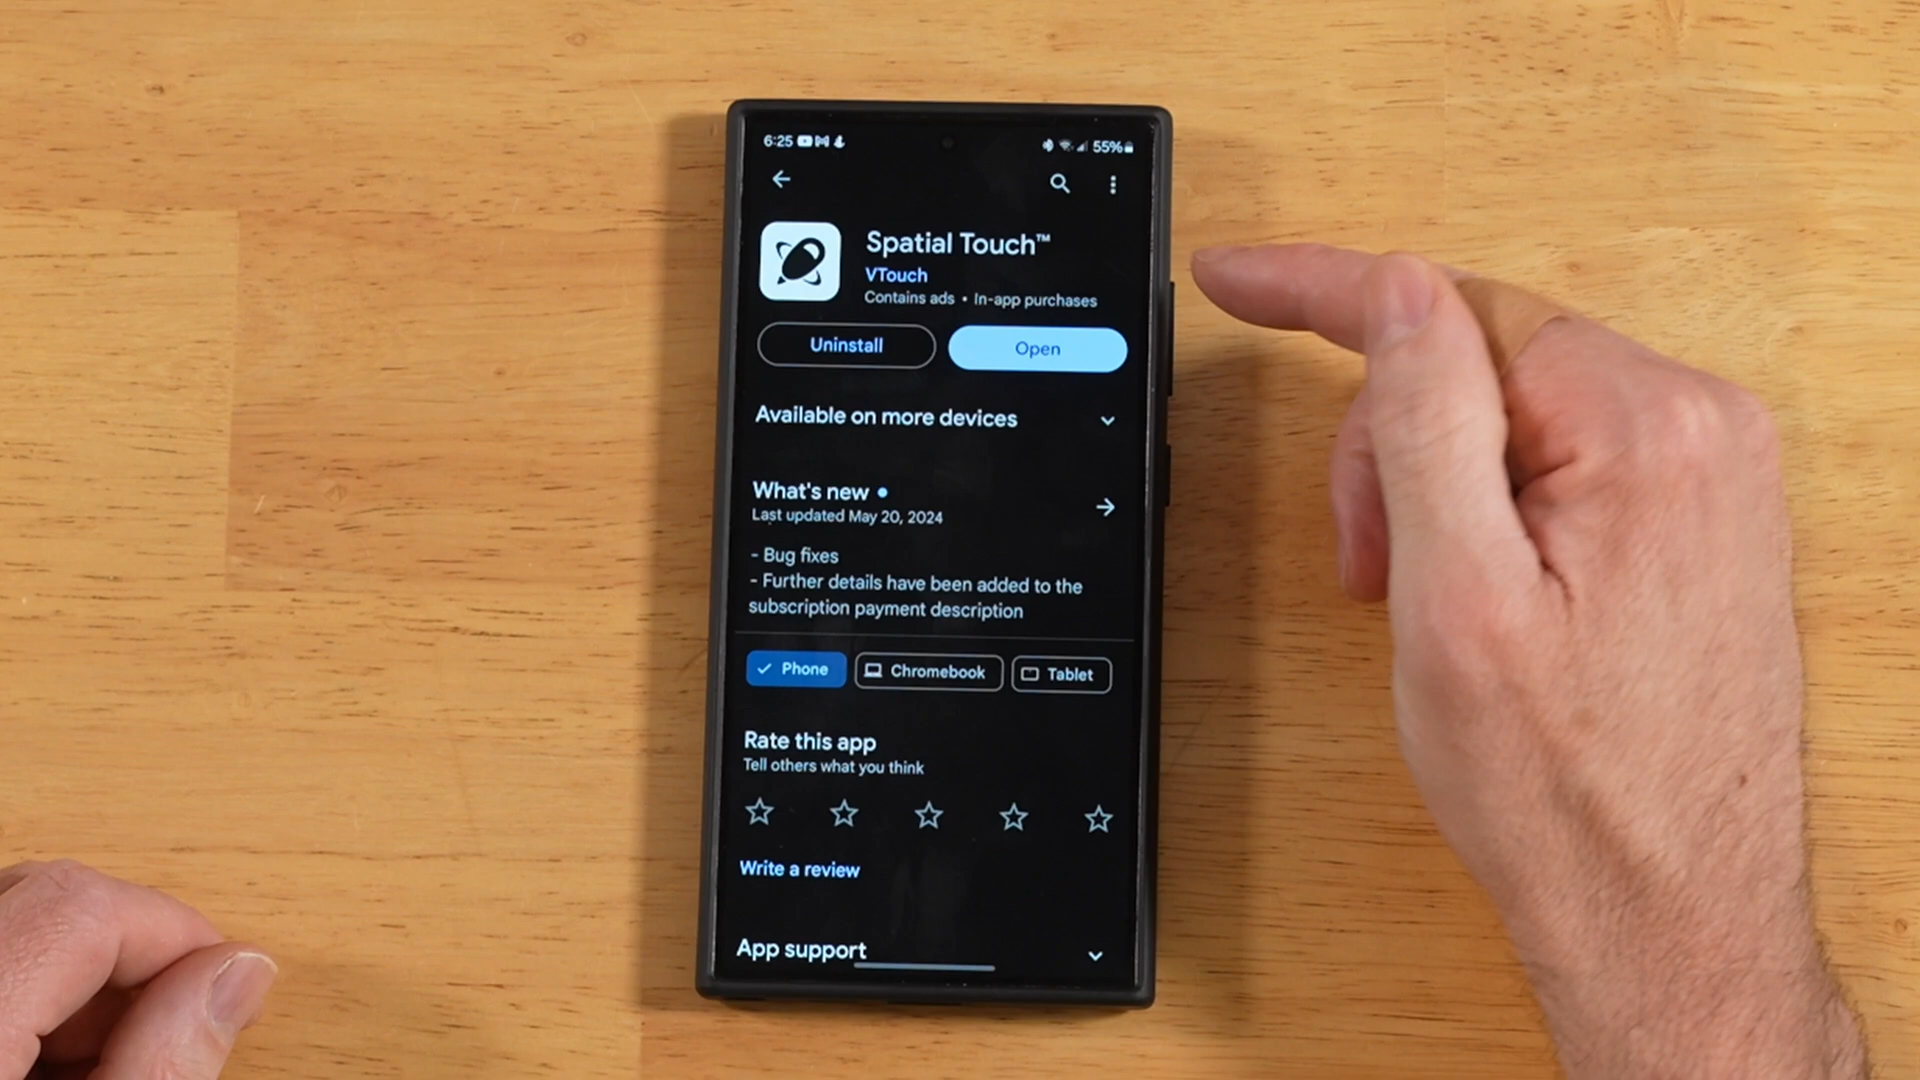 6:25
55%
Spatial Touch™
VTouch
Contains ads • In-app purchases
Uninstall
Open
Available on more devices
What's new
Last updated May 20, 2024
- Bug fixes
- Further details have been added to the
subscription payment description
Phone
Chromebook
Tablet
Rate this app
Tell others what you think
Write a review
App support